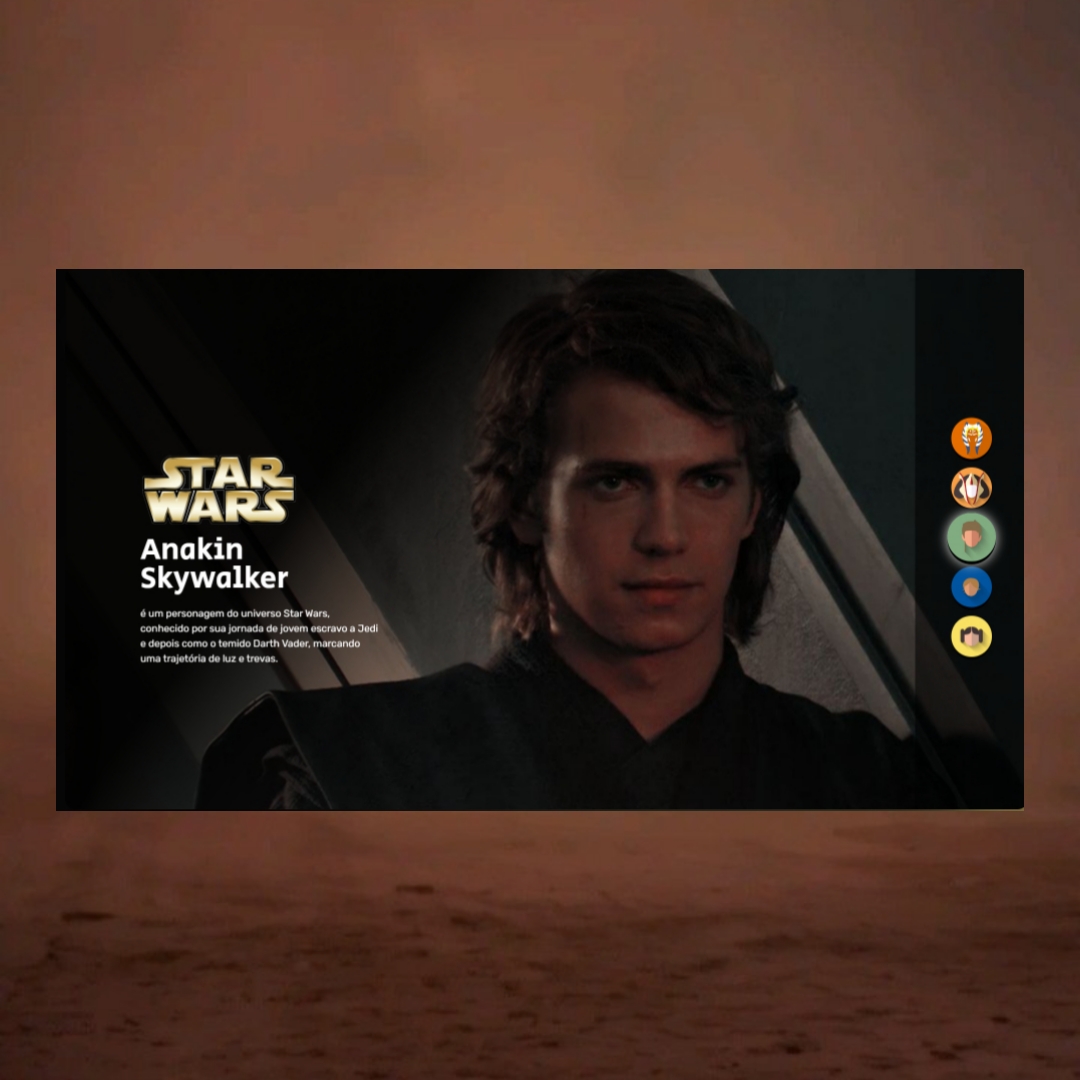 STAR
WARS
Anakin
Skywalker
é um personagem do universo Star Wars,
conhecido por sua jornada de jovem escravo a Jedi
e depois como o temido Darth Vader, marcando
uma trajetória de luz e trevas.